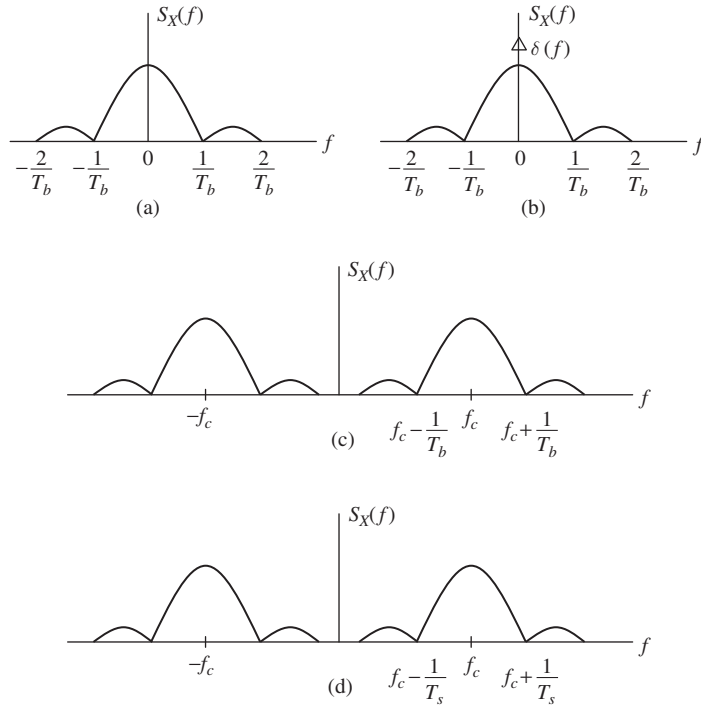 S_X(f)
f
-2/T_b -1/T_b 0 1/T_b 2/T_b
(a)
S_X(f)
δ(f)
f
-2/T_b -1/T_b 0 1/T_b 2/T_b
(b)
S_X(f)
f
-f_c f_c - 1/T_b f_c f_c + 1/T_b
(c)
S_X(f)
f
-f_c f_c - 1/T_s f_c f_c + 1/T_s
(d)